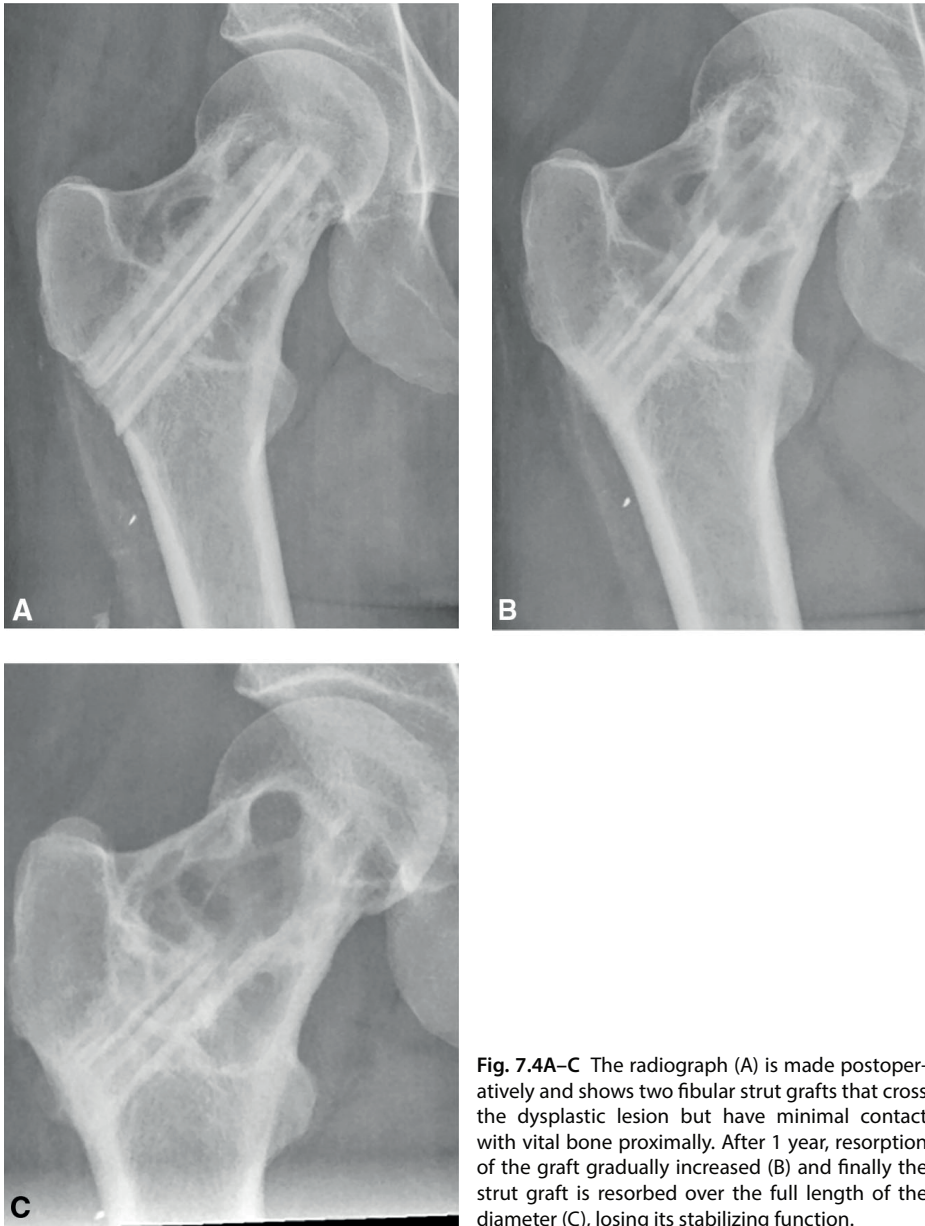 A
B
C
Fig. 7.4A–C The radiograph (A) is made postoper-
atively and shows two fibular strut grafts that cross
the dysplastic lesion but have minimal contact
with vital bone proximally. After 1 year, resorption
of the graft gradually increased (B) and finally the
strut graft is resorbed over the full length of the
diameter (C), losing its stabilizing function.